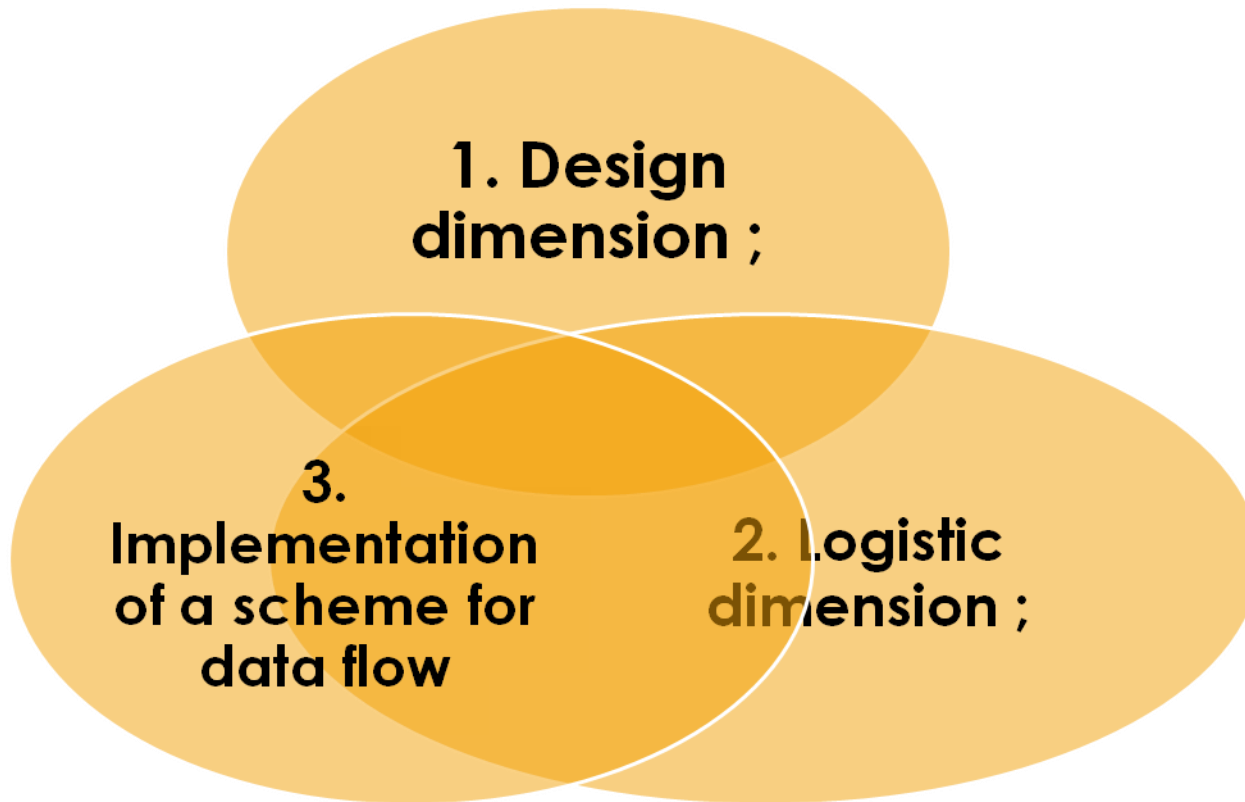 1. Design
dimension ;
3.
Implementation
of a scheme for
data flow
2. Logistic
dimension ;